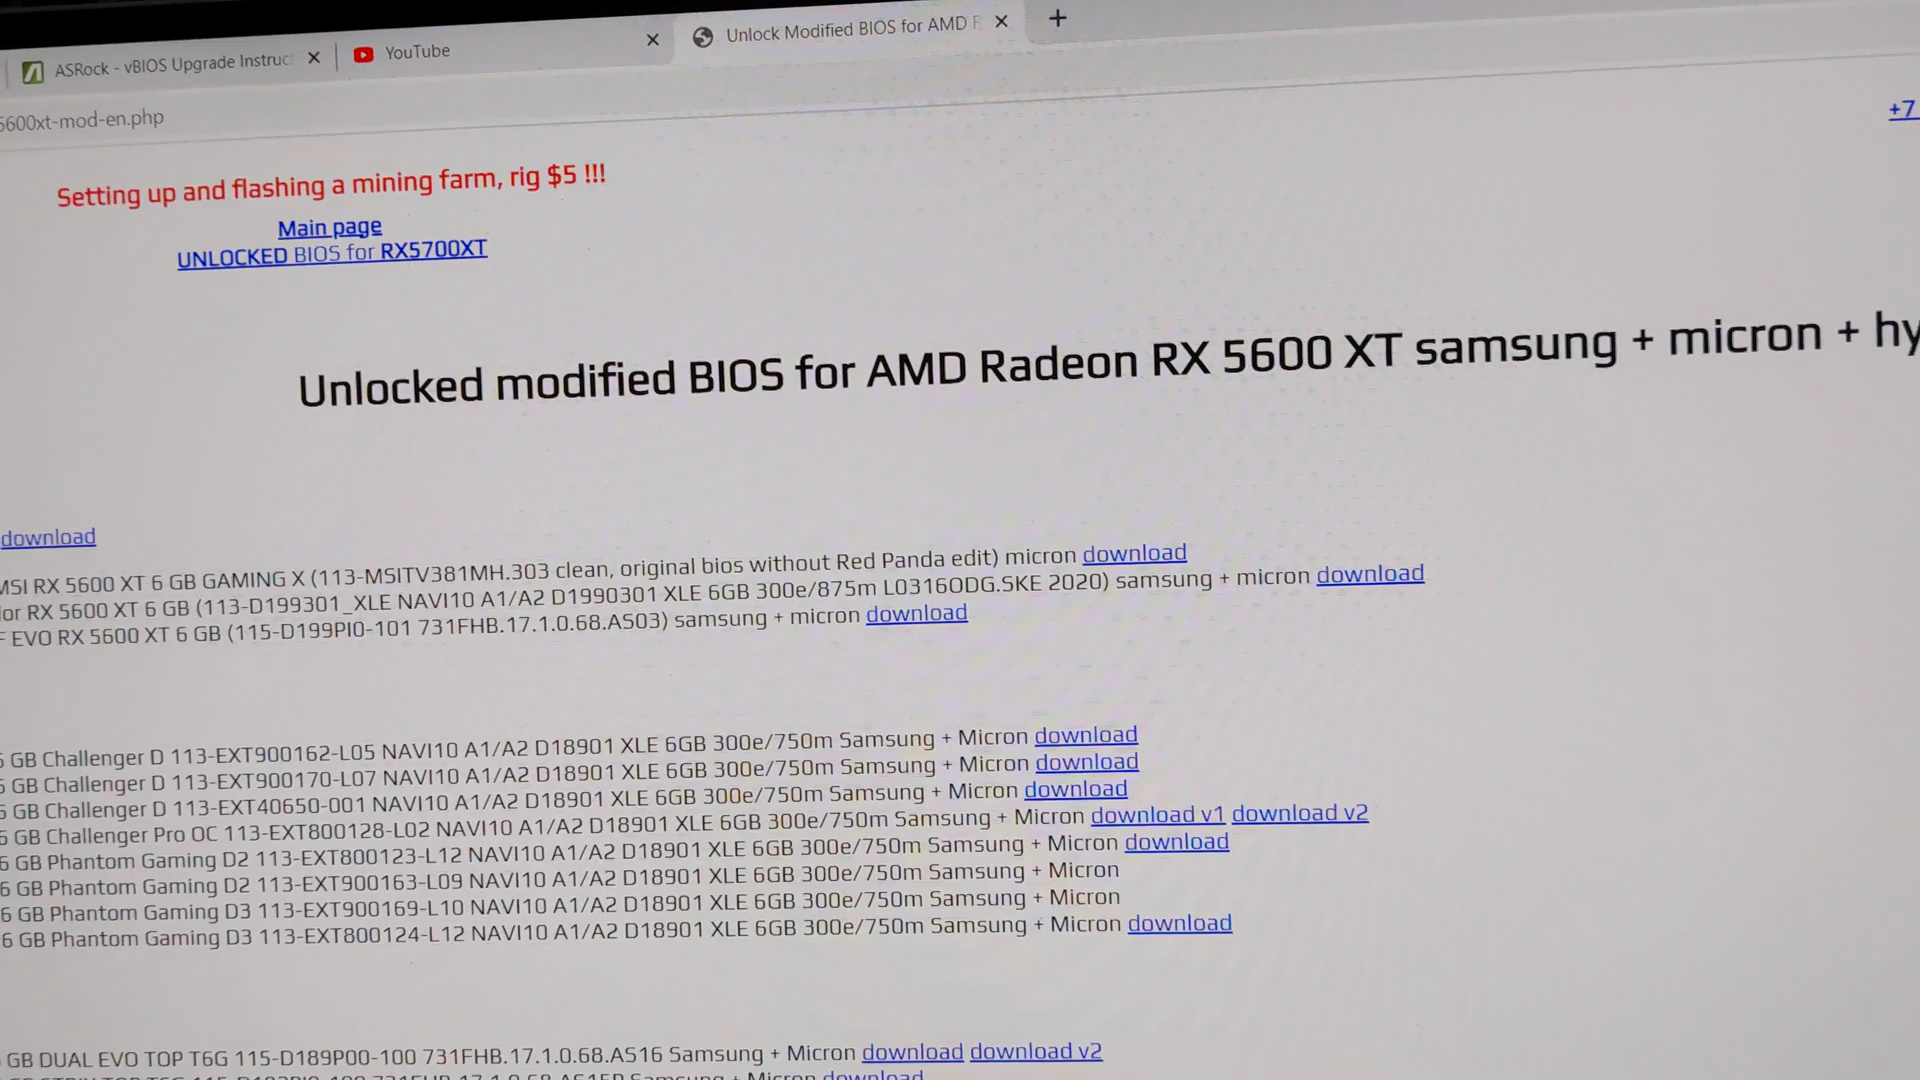 ASRock - vBIOS Upgrade Instruc
YouTube
Unlock Modified BIOS for AMD R
5600xt-mod-en.php
+7
Setting up and flashing a mining farm, rig $5 !!!
Main page
UNLOCKED BIOS for RX5700XT
Unlocked modified BIOS for AMD Radeon RX 5600 XT samsung + micron + hy
download
MSI RX 5600 XT 6 GB GAMING X (113-MSITV381MH.303 clean, original bios without Red Panda edit) micron download
lor RX 5600 XT 6 GB (113-D199301_XLE NAVI10 A1/A2 D1990301 XLE 6GB 300e/875m L0316ODG.SKE 2020) samsung + micron download
F EVO RX 5600 XT 6 GB (115-D199PI0-101 731FHB.17.1.0.68.AS03) samsung + micron download
6 GB Challenger D 113-EXT900162-L05 NAVI10 A1/A2 D18901 XLE 6GB 300e/750m Samsung + Micron download
6 GB Challenger D 113-EXT900170-L07 NAVI10 A1/A2 D18901 XLE 6GB 300e/750m Samsung + Micron download
6 GB Challenger D 113-EXT40650-001 NAVI10 A1/A2 D18901 XLE 6GB 300e/750m Samsung + Micron download
6 GB Challenger Pro OC 113-EXT800128-L02 NAVI10 A1/A2 D18901 XLE 6GB 300e/750m Samsung + Micron download v1 download v2
6 GB Phantom Gaming D2 113-EXT800123-L12 NAVI10 A1/A2 D18901 XLE 6GB 300e/750m Samsung + Micron download
6 GB Phantom Gaming D2 113-EXT900163-L09 NAVI10 A1/A2 D18901 XLE 6GB 300e/750m Samsung + Micron
6 GB Phantom Gaming D3 113-EXT900169-L10 NAVI10 A1/A2 D18901 XLE 6GB 300e/750m Samsung + Micron
6 GB Phantom Gaming D3 113-EXT800124-L12 NAVI10 A1/A2 D18901 XLE 6GB 300e/750m Samsung + Micron download
GB DUAL EVO TOP T6G 115-D189P00-100 731FHB.17.1.0.68.AS16 Samsung + Micron download download v2
Samsung + Micron download